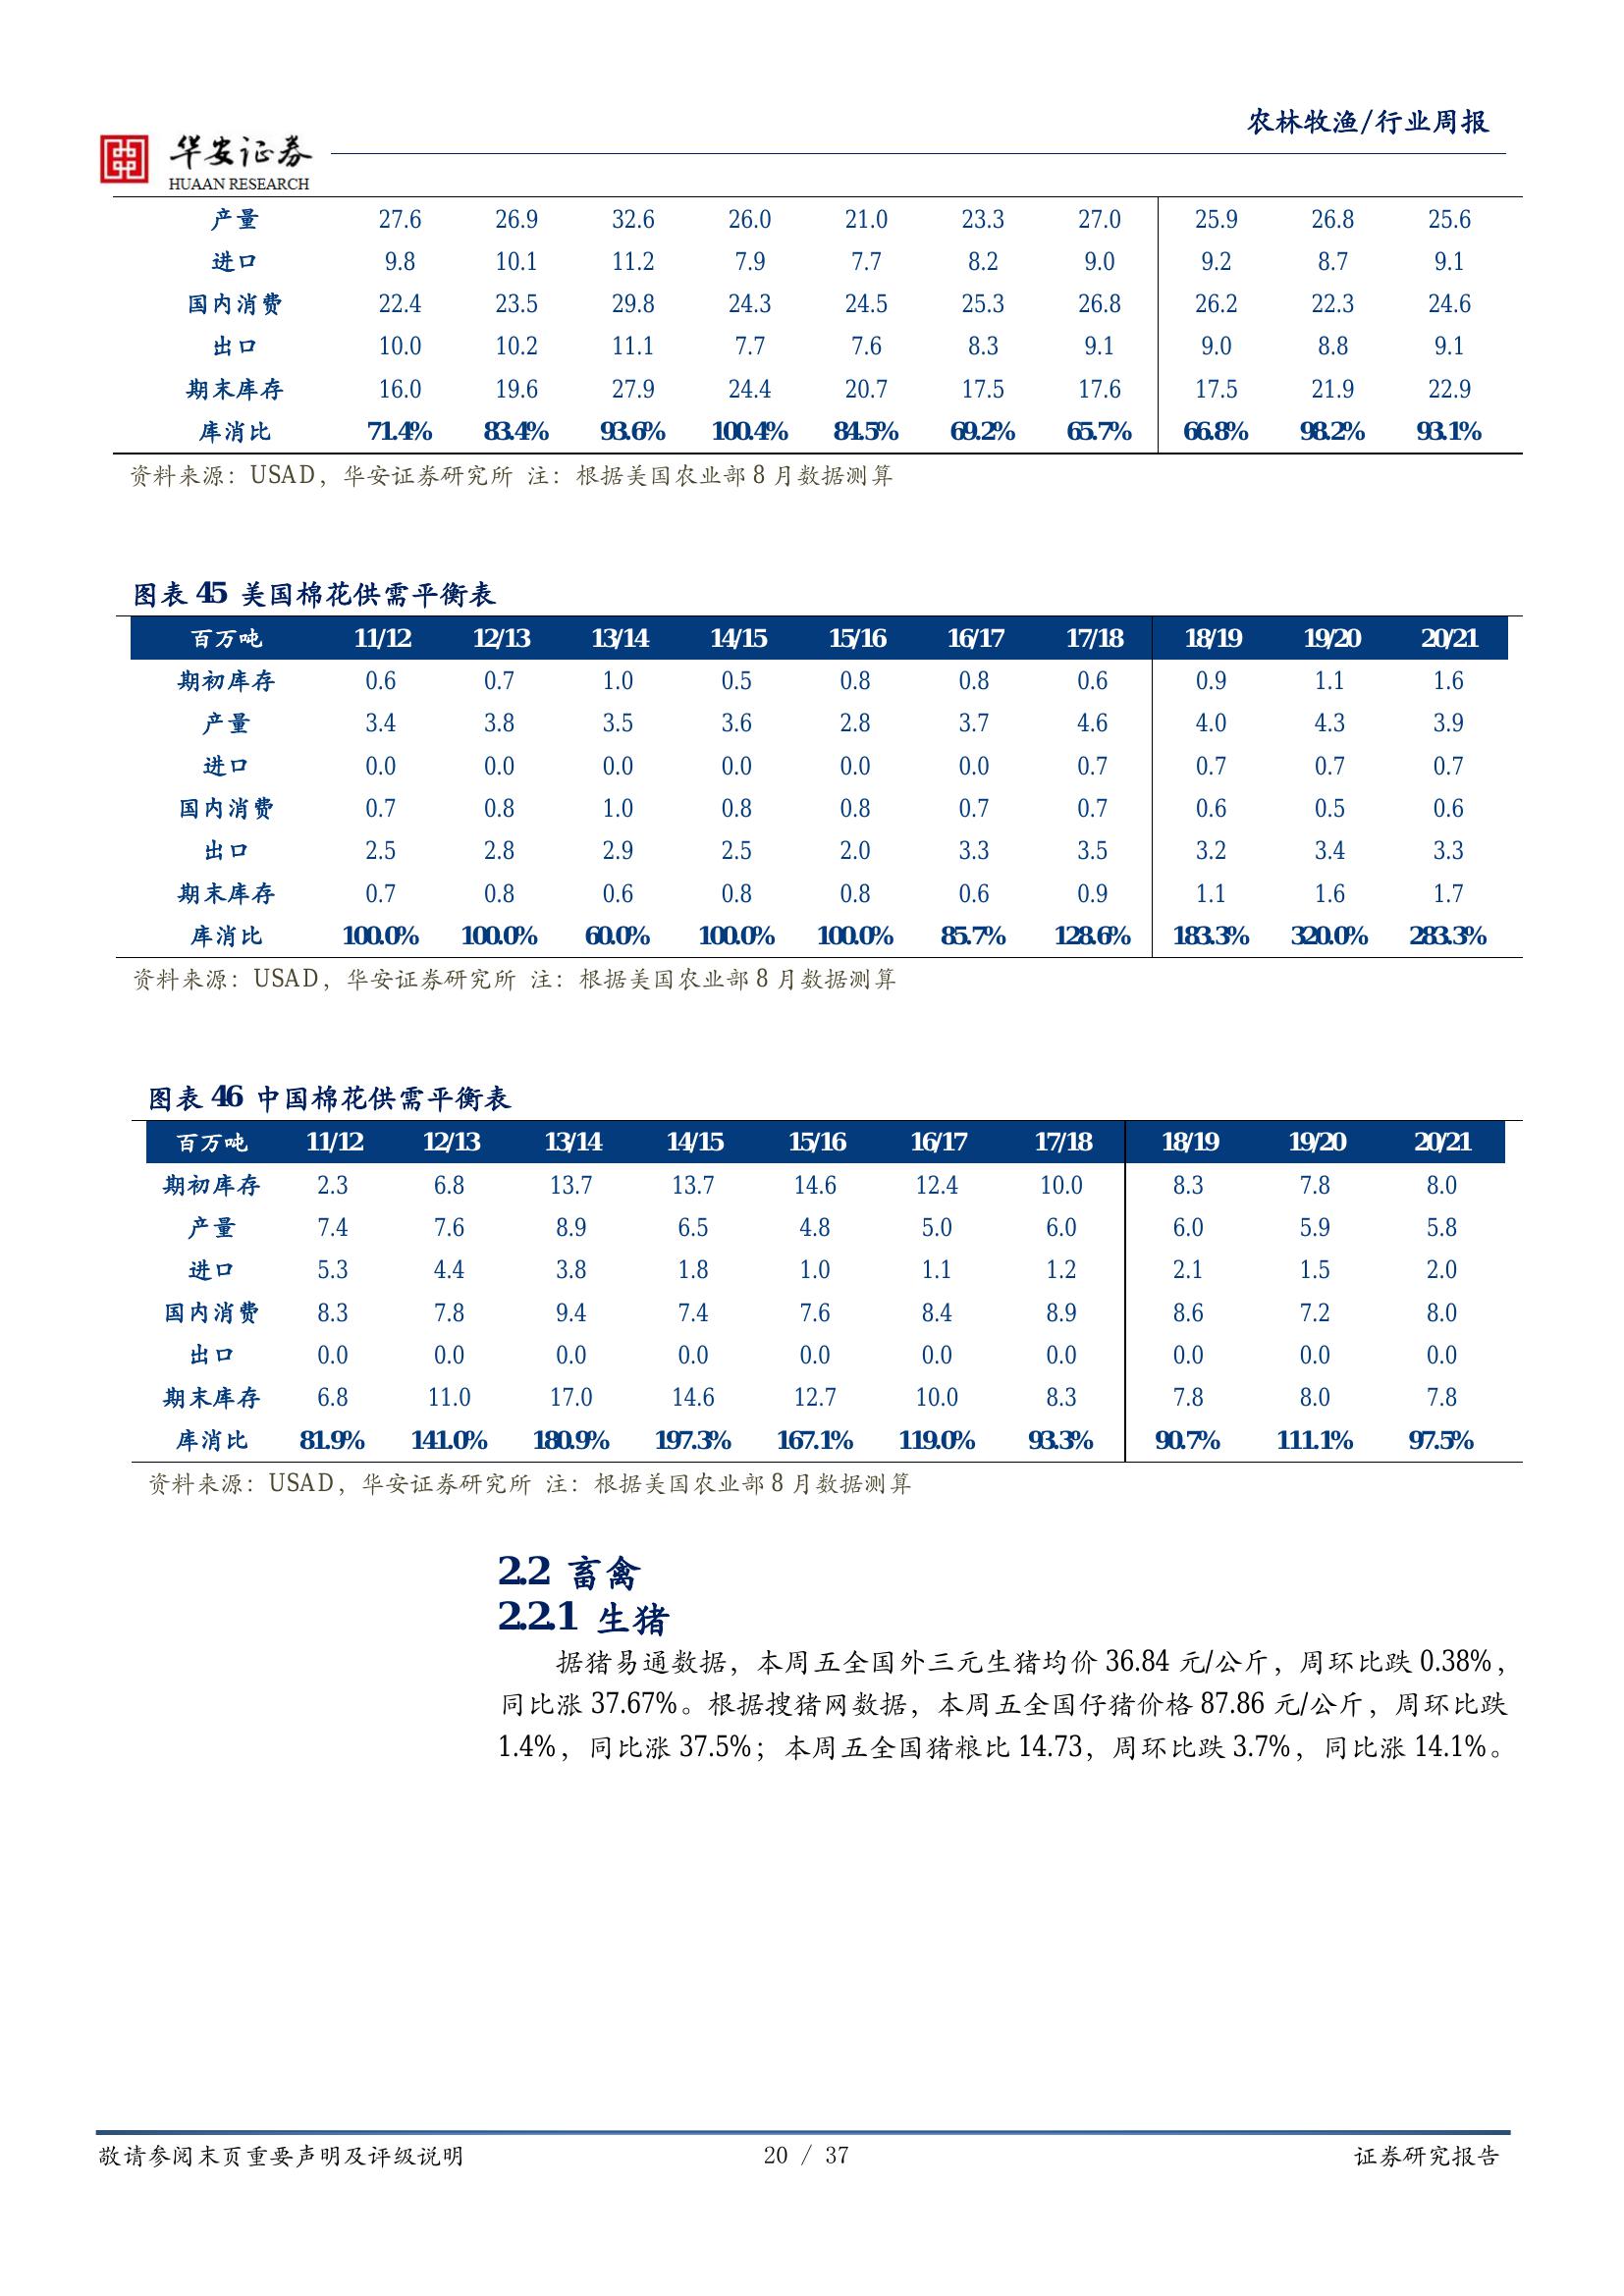 农林牧渔/行业周报
华安证券
HUAAN RESEARCH
产量 27.6 26.9 32.6 26.0 21.0 23.3 27.0 25.9 26.8 25.6
进口 9.8 10.1 11.2 7.9 7.7 8.2 9.0 9.2 8.7 9.1
国内消费 22.4 23.5 29.8 24.3 24.5 25.3 26.8 26.2 22.3 24.6
出口 10.0 10.2 11.1 7.7 7.6 8.3 9.1 9.0 8.8 9.1
期末库存 16.0 19.6 27.9 24.4 20.7 17.5 17.6 17.5 21.9 22.9
库消比 71.4% 83.4% 93.6% 100.4% 84.5% 69.2% 65.7% 66.8% 98.2% 93.1%
资料来源：USAD，华安证券研究所 注：根据美国农业部 8 月数据测算
图表 45 美国棉花供需平衡表
百万吨 11/12 12/13 13/14 14/15 15/16 16/17 17/18 18/19 19/20 20/21
期初库存 0.6 0.7 1.0 0.5 0.8 0.8 0.6 0.9 1.1 1.6
产量 3.4 3.8 3.5 3.6 2.8 3.7 4.6 4.0 4.3 3.9
进口 0.0 0.0 0.0 0.0 0.0 0.0 0.7 0.7 0.7 0.7
国内消费 0.7 0.8 1.0 0.8 0.8 0.7 0.7 0.6 0.5 0.6
出口 2.5 2.8 2.9 2.5 2.0 3.3 3.5 3.2 3.4 3.3
期末库存 0.7 0.8 0.6 0.8 0.8 0.6 0.9 1.1 1.6 1.7
库消比 100.0% 100.0% 60.0% 100.0% 100.0% 85.7% 128.6% 183.3% 320.0% 283.3%
资料来源：USAD，华安证券研究所 注：根据美国农业部 8 月数据测算
图表 46 中国棉花供需平衡表
百万吨 11/12 12/13 13/14 14/15 15/16 16/17 17/18 18/19 19/20 20/21
期初库存 2.3 6.8 13.7 13.7 14.6 12.4 10.0 8.3 7.8 8.0
产量 7.4 7.6 8.9 6.5 4.8 5.0 6.0 6.0 5.9 5.8
进口 5.3 4.4 3.8 1.8 1.0 1.1 1.2 2.1 1.5 2.0
国内消费 8.3 7.8 9.4 7.4 7.6 8.4 8.9 8.6 7.2 8.0
出口 0.0 0.0 0.0 0.0 0.0 0.0 0.0 0.0 0.0 0.0
期末库存 6.8 11.0 17.0 14.6 12.7 10.0 8.3 7.8 8.0 7.8
库消比 81.9% 141.0% 180.9% 197.3% 167.1% 119.0% 93.3% 90.7% 111.1% 97.5%
资料来源：USAD，华安证券研究所 注：根据美国农业部 8 月数据测算
2.2 畜禽
2.2.1 生猪
据猪易通数据，本周五全国外三元生猪均价 36.84 元/公斤，周环比跌 0.38%，
同比涨 37.67%。根据搜猪网数据，本周五全国仔猪价格 87.86 元/公斤，周环比跌
1.4%，同比涨 37.5%；本周五全国猪粮比 14.73，周环比跌 3.7%，同比涨 14.1%。
敬请参阅末页重要声明及评级说明 20 / 37 证券研究报告